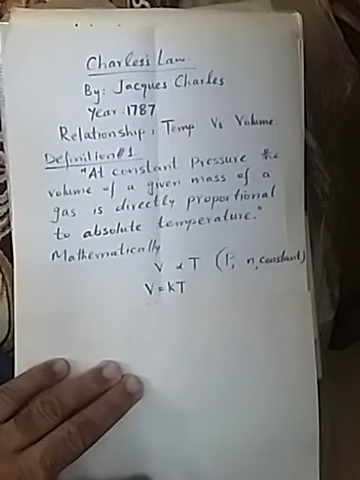 Charles's Law
By: Jacques Charles
Year: 1787
Relationship: Temp Vs Volume
Definition#1
"At constant Pressure the
volume of a given mass of a
gas is directly proportional
to absolute temperature."
Mathematically
V ∝ T (P, n, constant)
V = kT